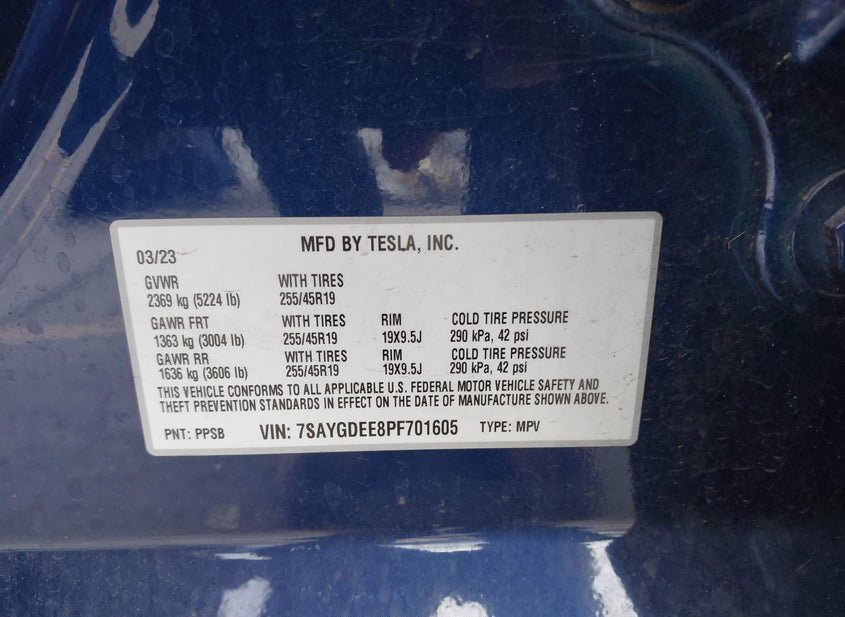 MFD BY TESLA, INC.
03/23
GVWR WITH TIRES
2369 kg (5224 lb) 255/45R19
GAWR FRT WITH TIRES RIM COLD TIRE PRESSURE
1363 kg (3004 lb) 255/45R19 19X9.5J 290 kPa, 42 psi
GAWR RR WITH TIRES RIM COLD TIRE PRESSURE
1636 kg (3606 lb) 255/45R19 19X9.5J 290 kPa, 42 psi
THIS VEHICLE CONFORMS TO ALL APPLICABLE U.S. FEDERAL MOTOR VEHICLE SAFETY AND
THEFT PREVENTION STANDARDS IN EFFECT ON THE DATE OF MANUFACTURE SHOWN ABOVE.
PNT: PPSB VIN: 7SAYGDEE8PF701605 TYPE: MPV